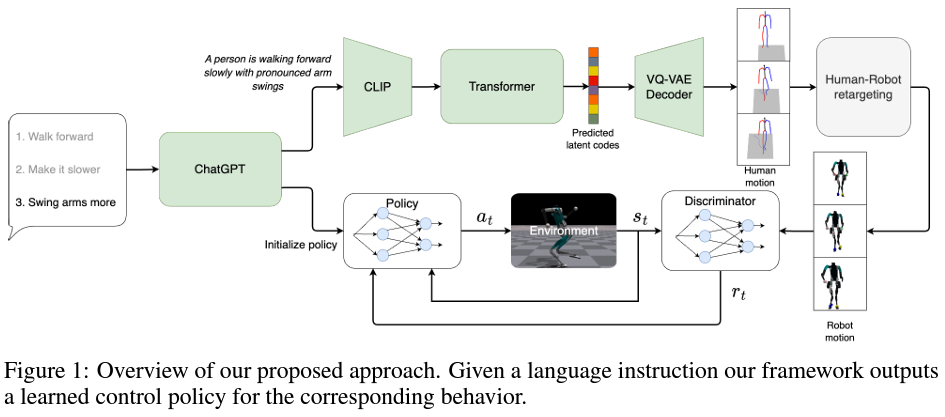 A person is walking forward
slowly with pronounced arm
swings
CLIP
Transformer
Predicted
latent codes
VQ-VAE
Decoder
Human
motion
Human-Robot
retargeting
1. Walk forward
2. Make it slower
3. Swing arms more
ChatGPT
Initialize policy
Policy
a_t
Environment
s_t
Discriminator
r_t
Robot
motion
Figure 1: Overview of our proposed approach. Given a language instruction our framework outputs
a learned control policy for the corresponding behavior.